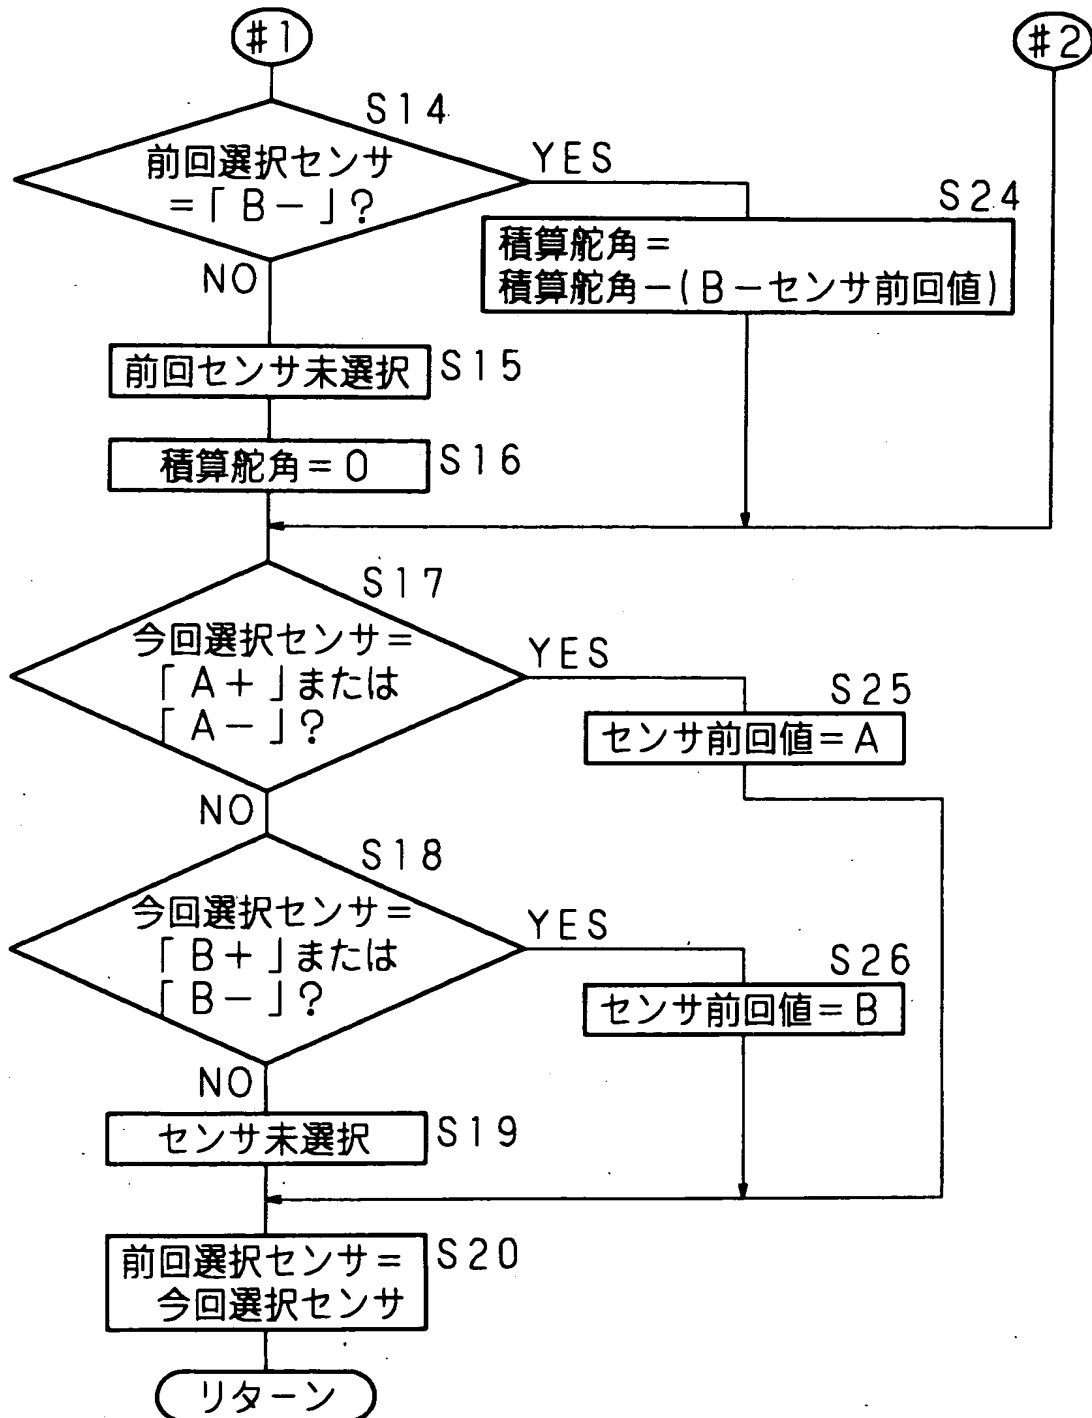 #1
#2
S14
前回選択センサ
=「B-」?
YES
NO
S24
積算舵角=
積算舵角-(B-センサ前回値)
前回センサ未選択
S15
積算舵角=0
S16
S17
今回選択センサ=
「A+」または
「A-」?
YES
NO
S25
センサ前回値=A
S18
今回選択センサ=
「B+」または
「B-」?
YES
NO
S26
センサ前回値=B
センサ未選択
S19
前回選択センサ=
今回選択センサ
S20
リターン